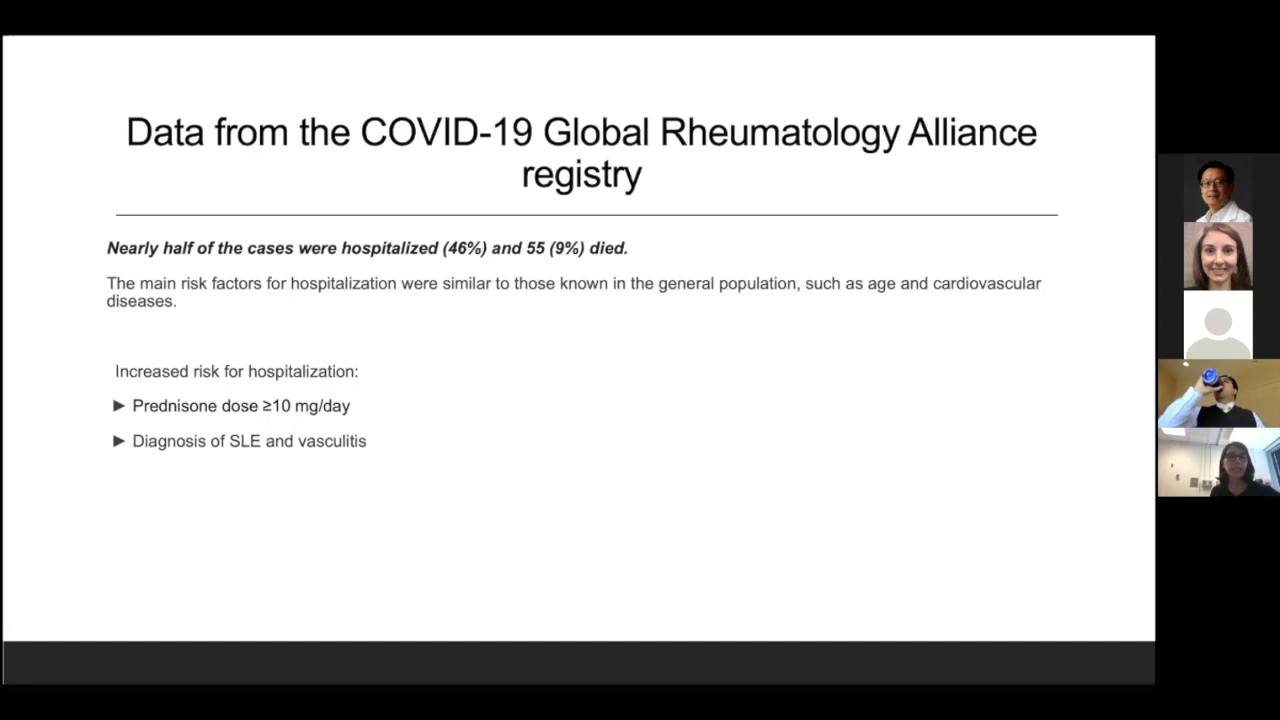 Data from the COVID-19 Global Rheumatology Alliance
registry
Nearly half of the cases were hospitalized (46%) and 55 (9%) died.
The main risk factors for hospitalization were similar to those known in the general population, such as age and cardiovascular
diseases.
Increased risk for hospitalization:
► Prednisone dose ≥10 mg/day
► Diagnosis of SLE and vasculitis